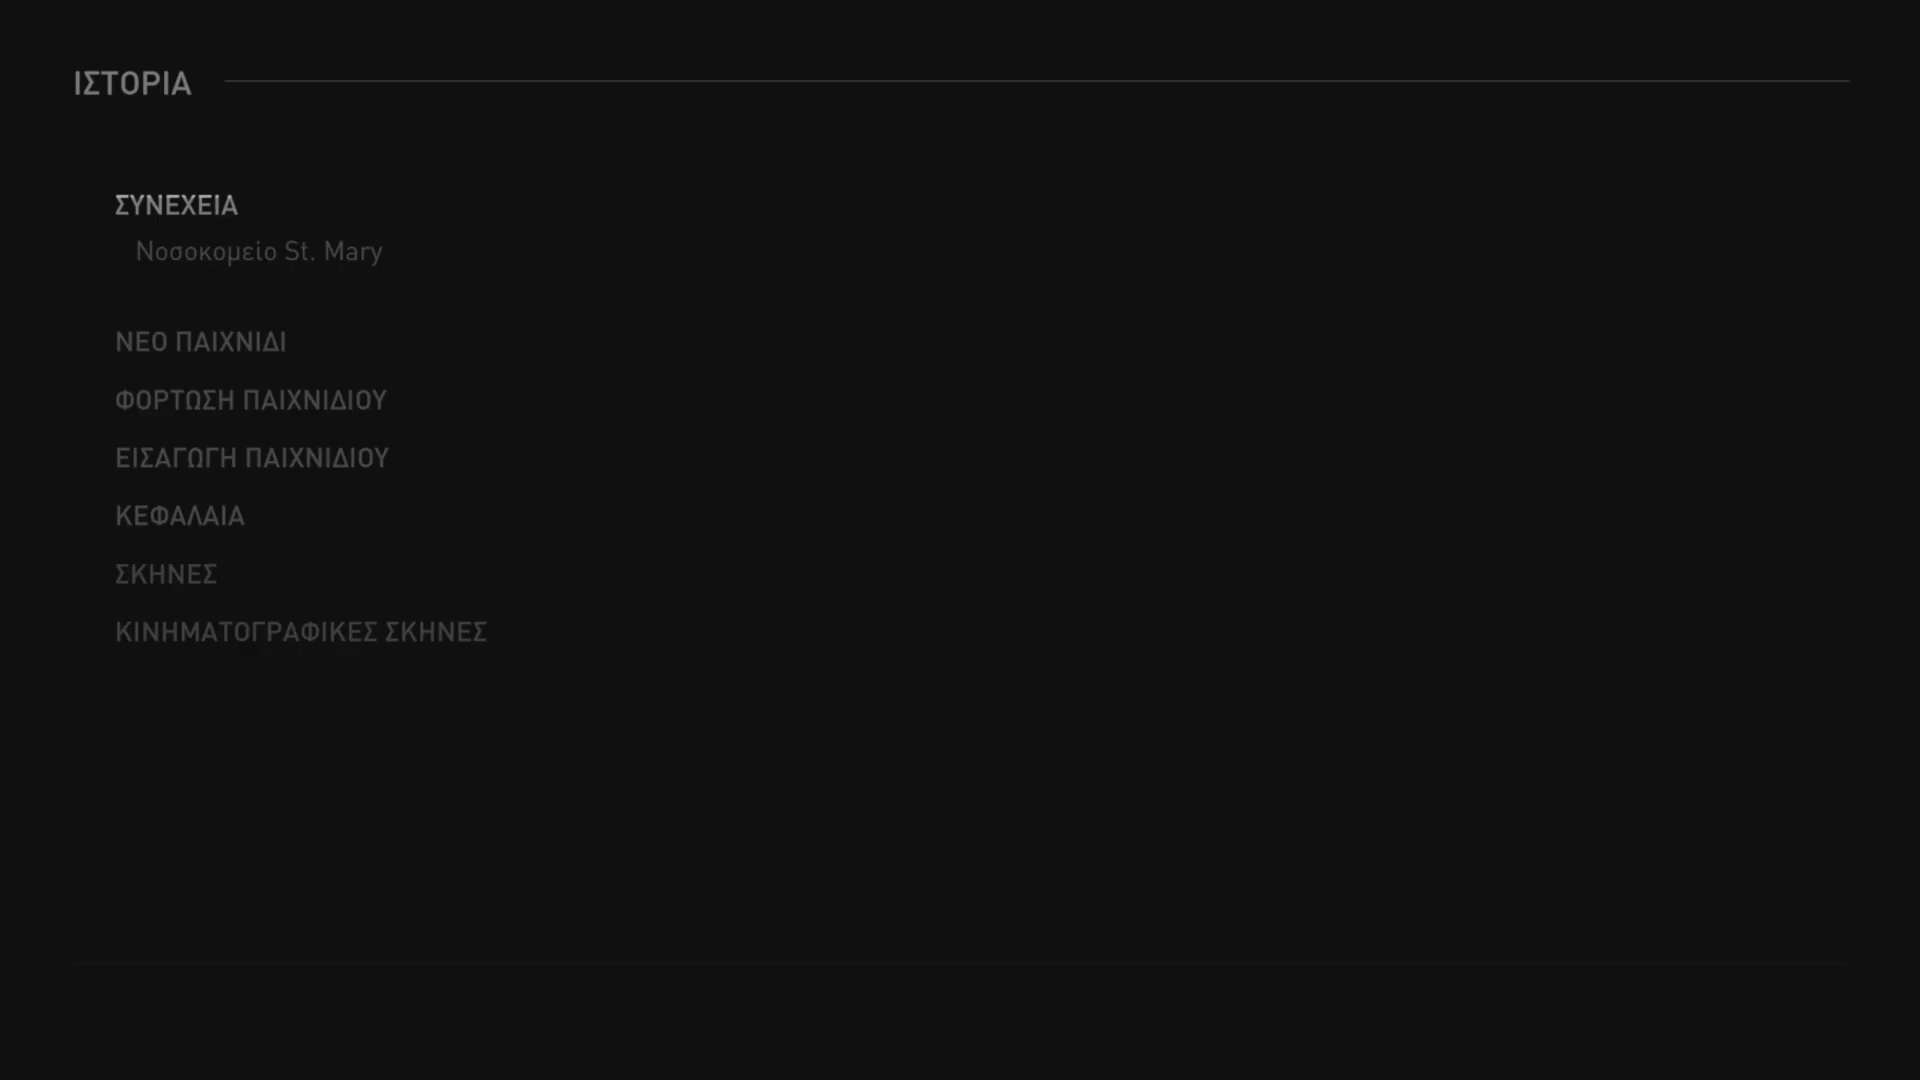 ΙΣΤΟΡΙΑ
ΣΥΝΕΧΕΙΑ
Νοσοκομείο St. Mary
ΝΕΟ ΠΑΙΧΝΙΔΙ
ΦΟΡΤΩΣΗ ΠΑΙΧΝΙΔΙΟΥ
ΕΙΣΑΓΩΓΗ ΠΑΙΧΝΙΔΙΟΥ
ΚΕΦΑΛΑΙΑ
ΣΚΗΝΕΣ
ΚΙΝΗΜΑΤΟΓΡΑΦΙΚΕΣ ΣΚΗΝΕΣ